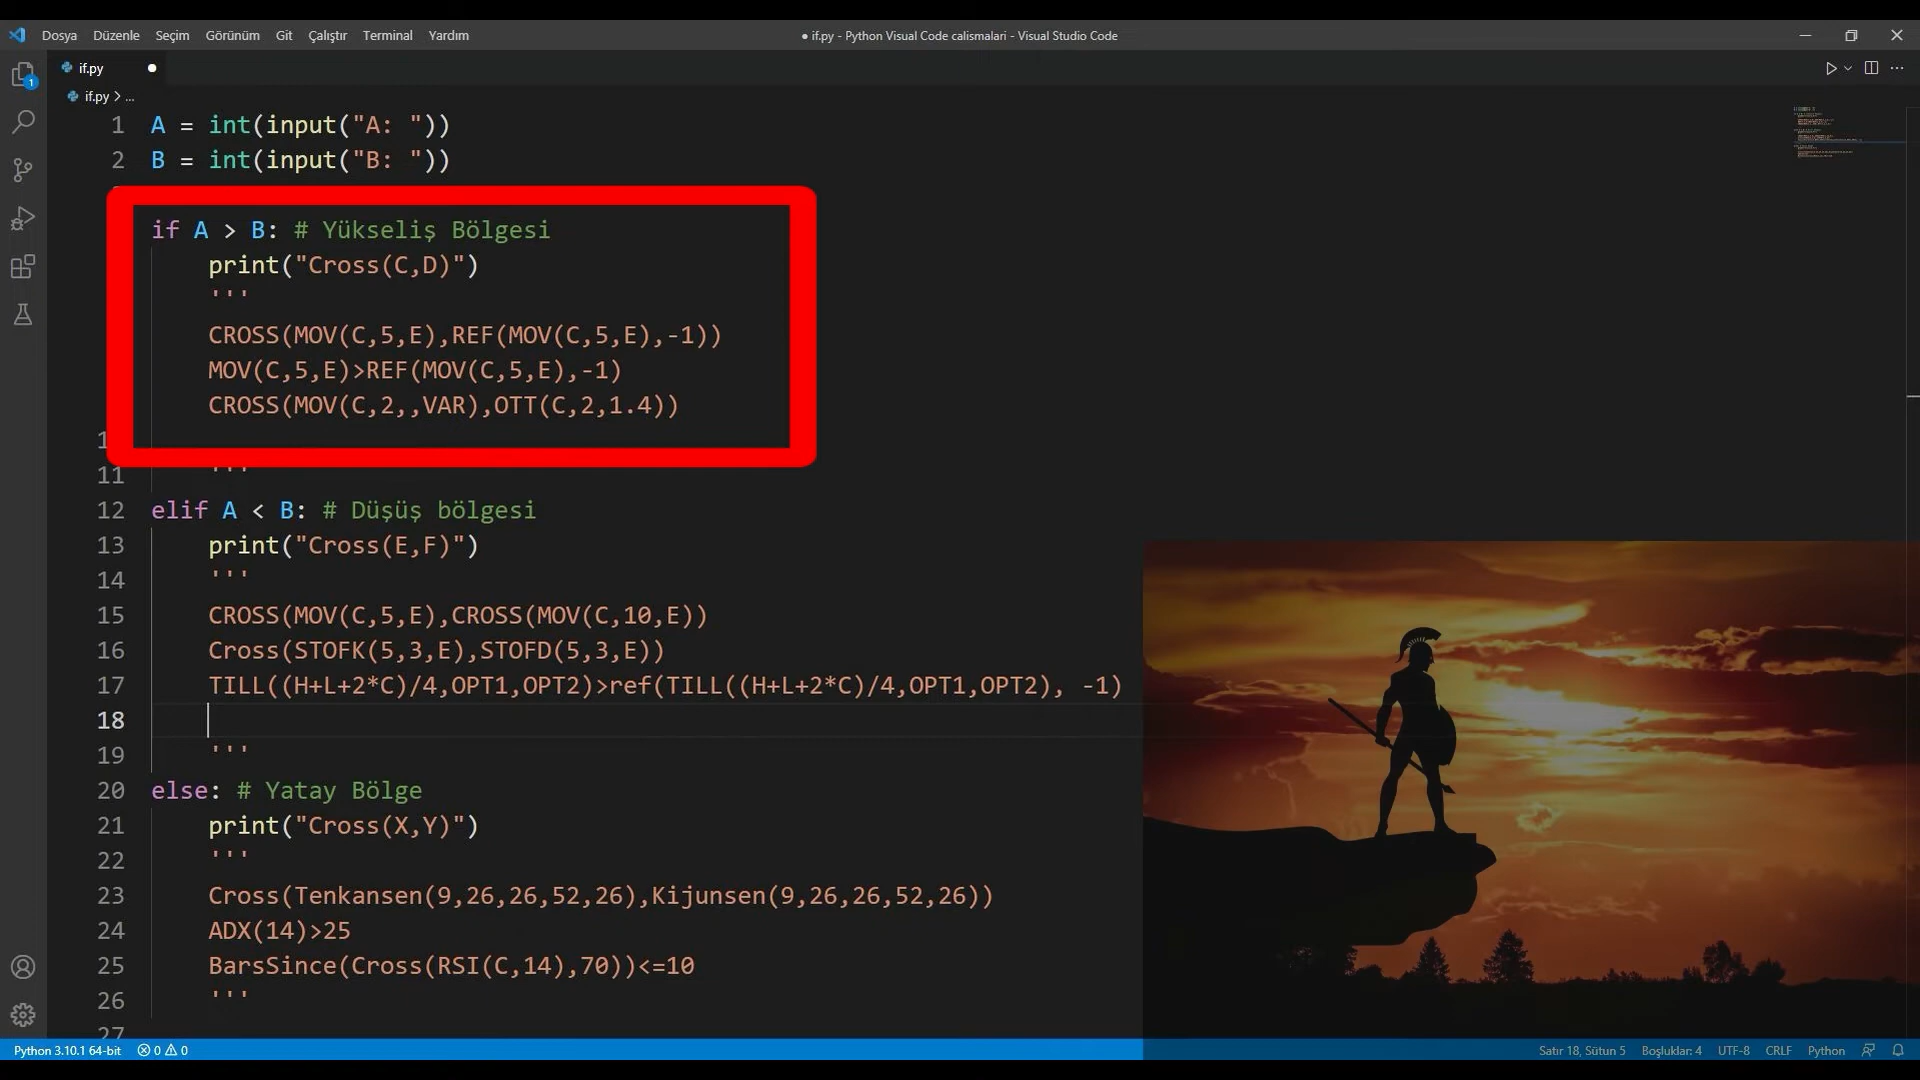 Dosya Düzenle Seçim Görünüm Git Çalıştır Terminal Yardım
● if.py - Python Visual Code calismalari - Visual Studio Code
1
if.py ●
if.py > ...
1 A = int(input("A: "))
2 B = int(input("B: "))
if A > B: # Yükseliş Bölgesi
print("Cross(C,D)")
'''
CROSS(MOV(C,5,E),REF(MOV(C,5,E),-1))
MOV(C,5,E)>REF(MOV(C,5,E),-1)
CROSS(MOV(C,2,,VAR),OTT(C,2,1.4))
11 '''
12 elif A < B: # Düşüş bölgesi
13 print("Cross(E,F)")
14 '''
15 CROSS(MOV(C,5,E),CROSS(MOV(C,10,E))
16 Cross(STOFK(5,3,E),STOFD(5,3,E))
17 TILL((H+L+2*C)/4,OPT1,OPT2)>ref(TILL((H+L+2*C)/4,OPT1,OPT2), -1)
18
19 '''
20 else: # Yatay Bölge
21 print("Cross(X,Y)")
22 '''
23 Cross(Tenkansen(9,26,26,52,26),Kijunsen(9,26,26,52,26))
24 ADX(14)>25
25 BarsSince(Cross(RSI(C,14),70))<=10
26 '''
27
Python 3.10.1 64-bit 0 0 Satır 18, Sütun 5 Boşluklar: 4 UTF-8 CRLF Python